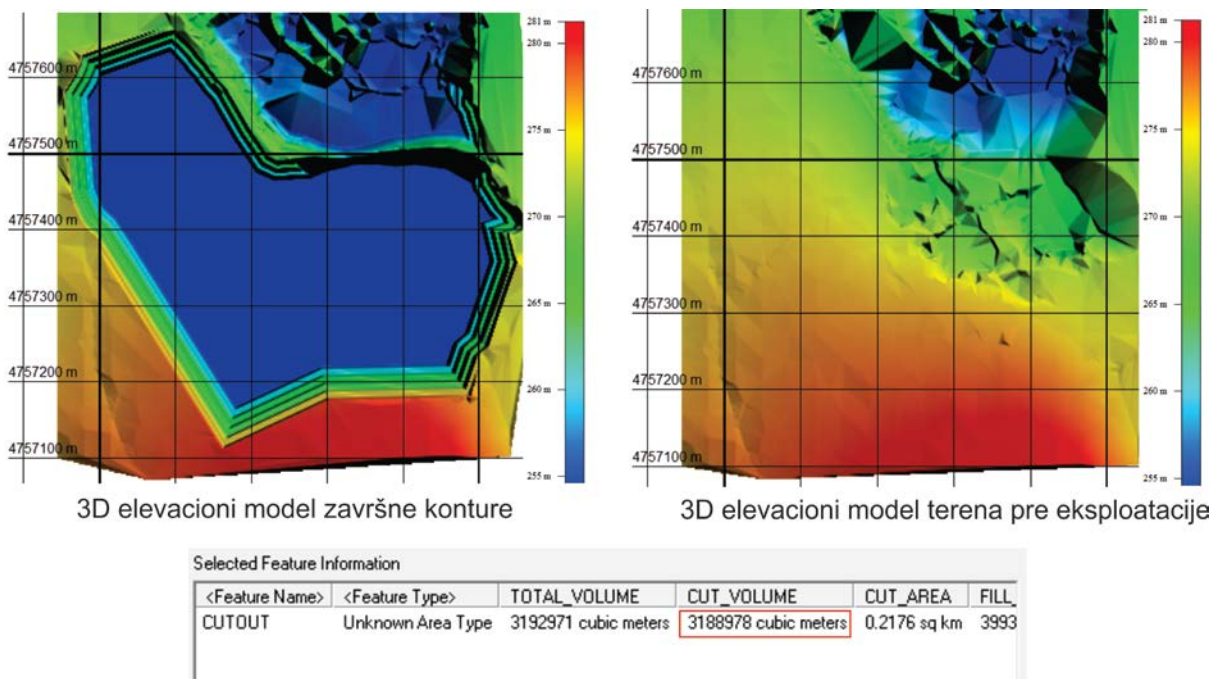 281 m
280 m
275 m
270 m
265 m
260 m
255 m
4757600 m
4757500 m
4757400 m
4757300 m
4757200 m
4757100 m
3D elevacioni model završne konture
281 m
280 m
275 m
270 m
265 m
260 m
255 m
4757600 m
4757500 m
4757400 m
4757300 m
4757200 m
4757100 m
3D elevacioni model terena pre eksploatacije
Selected Feature Information
<Feature Name> <Feature Type> TOTAL_VOLUME CUT_VOLUME CUT_AREA FILL_
CUTOUT Unknown Area Type 3192971 cubic meters 3188978 cubic meters 0.2176 sq km 3993